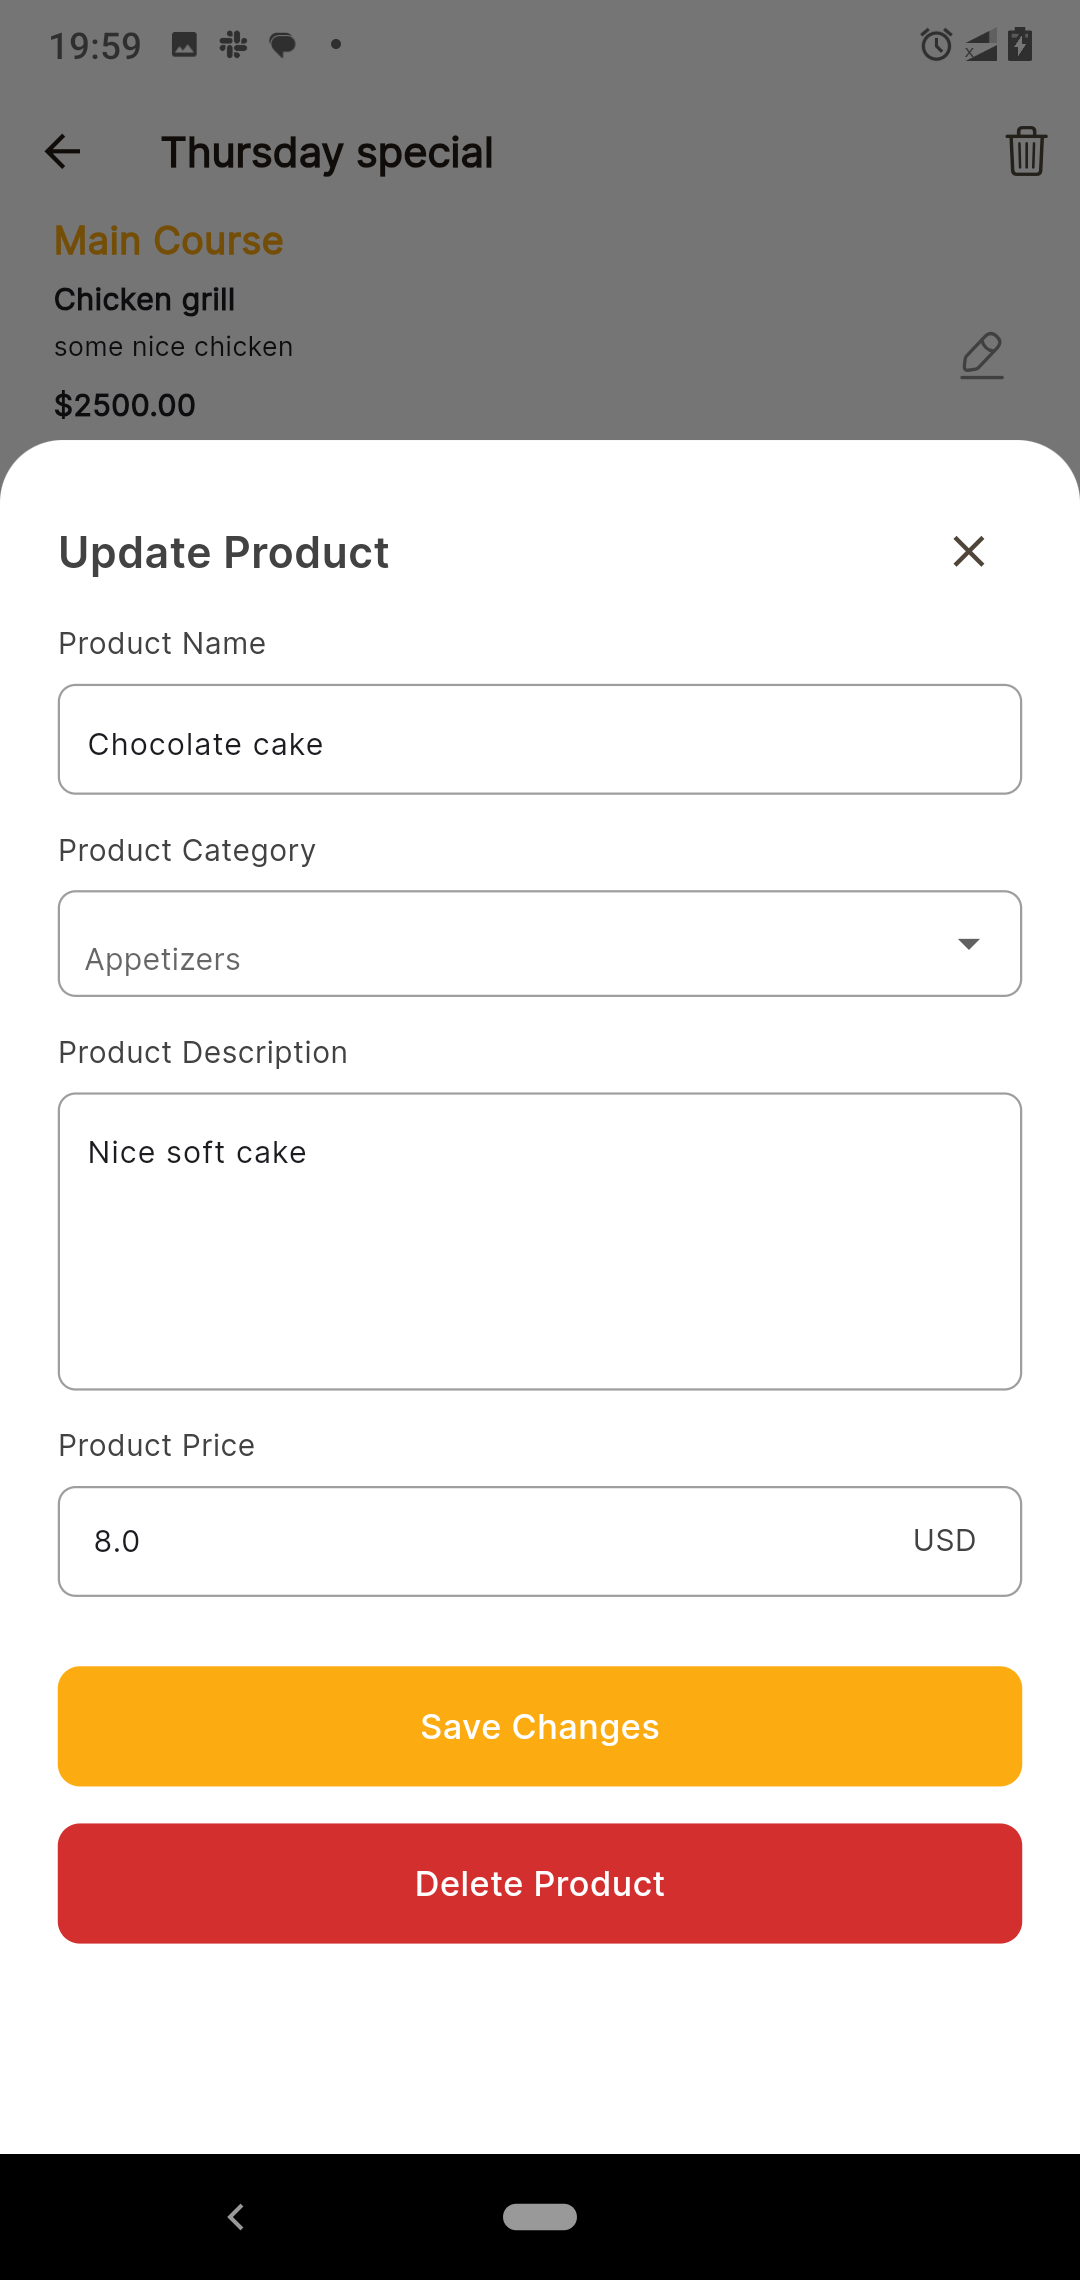 19:59
Thursday special
Main Course
Chicken grill
some nice chicken
$2500.00
Update Product
Product Name
Chocolate cake
Product Category
Appetizers
Product Description
Nice soft cake
Product Price
8.0 USD
Save Changes
Delete Product